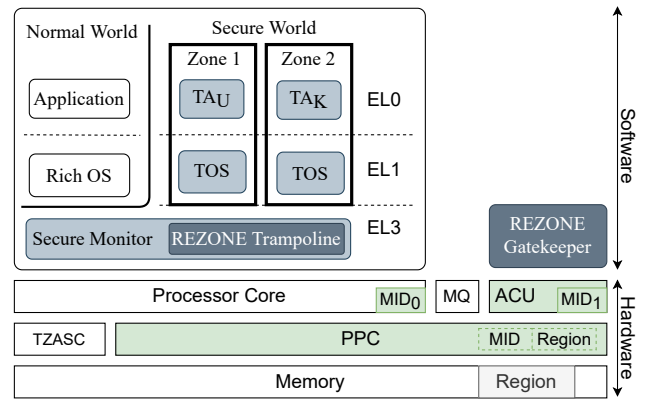 Normal World
Secure World
Zone 1
Zone 2
Application
TAU
TAK
EL0
Rich OS
TOS
TOS
EL1
Secure Monitor
REZONE Trampoline
EL3
REZONE
Gatekeeper
Software
Processor Core
MID0
MQ
ACU
MID1
TZASC
PPC
MID
Region
Memory
Region
Hardware